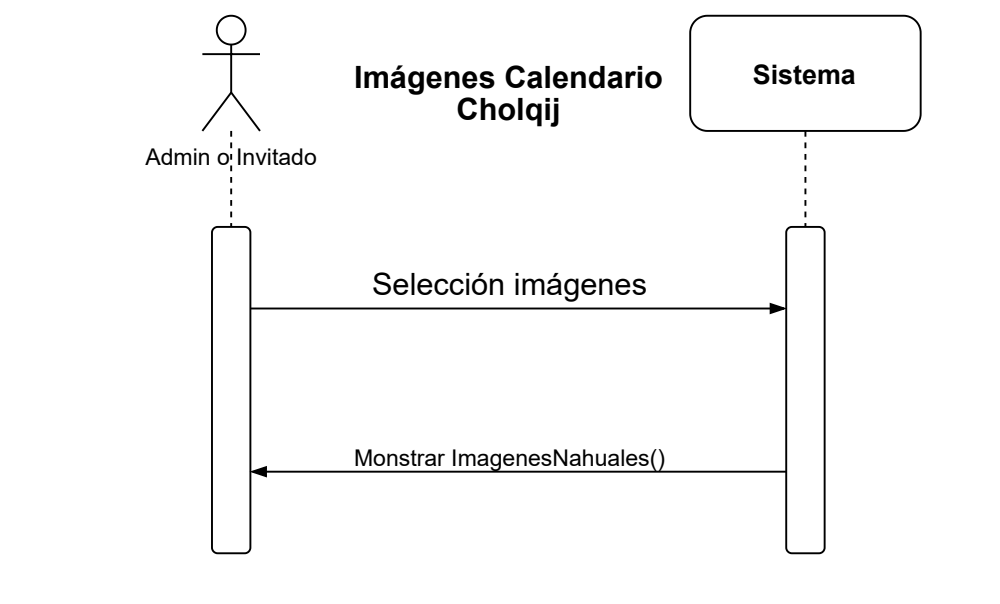 Imágenes Calendario
Cholqij
Sistema
Admin o Invitado
Selección imágenes
Monstrar ImagenesNahuales()